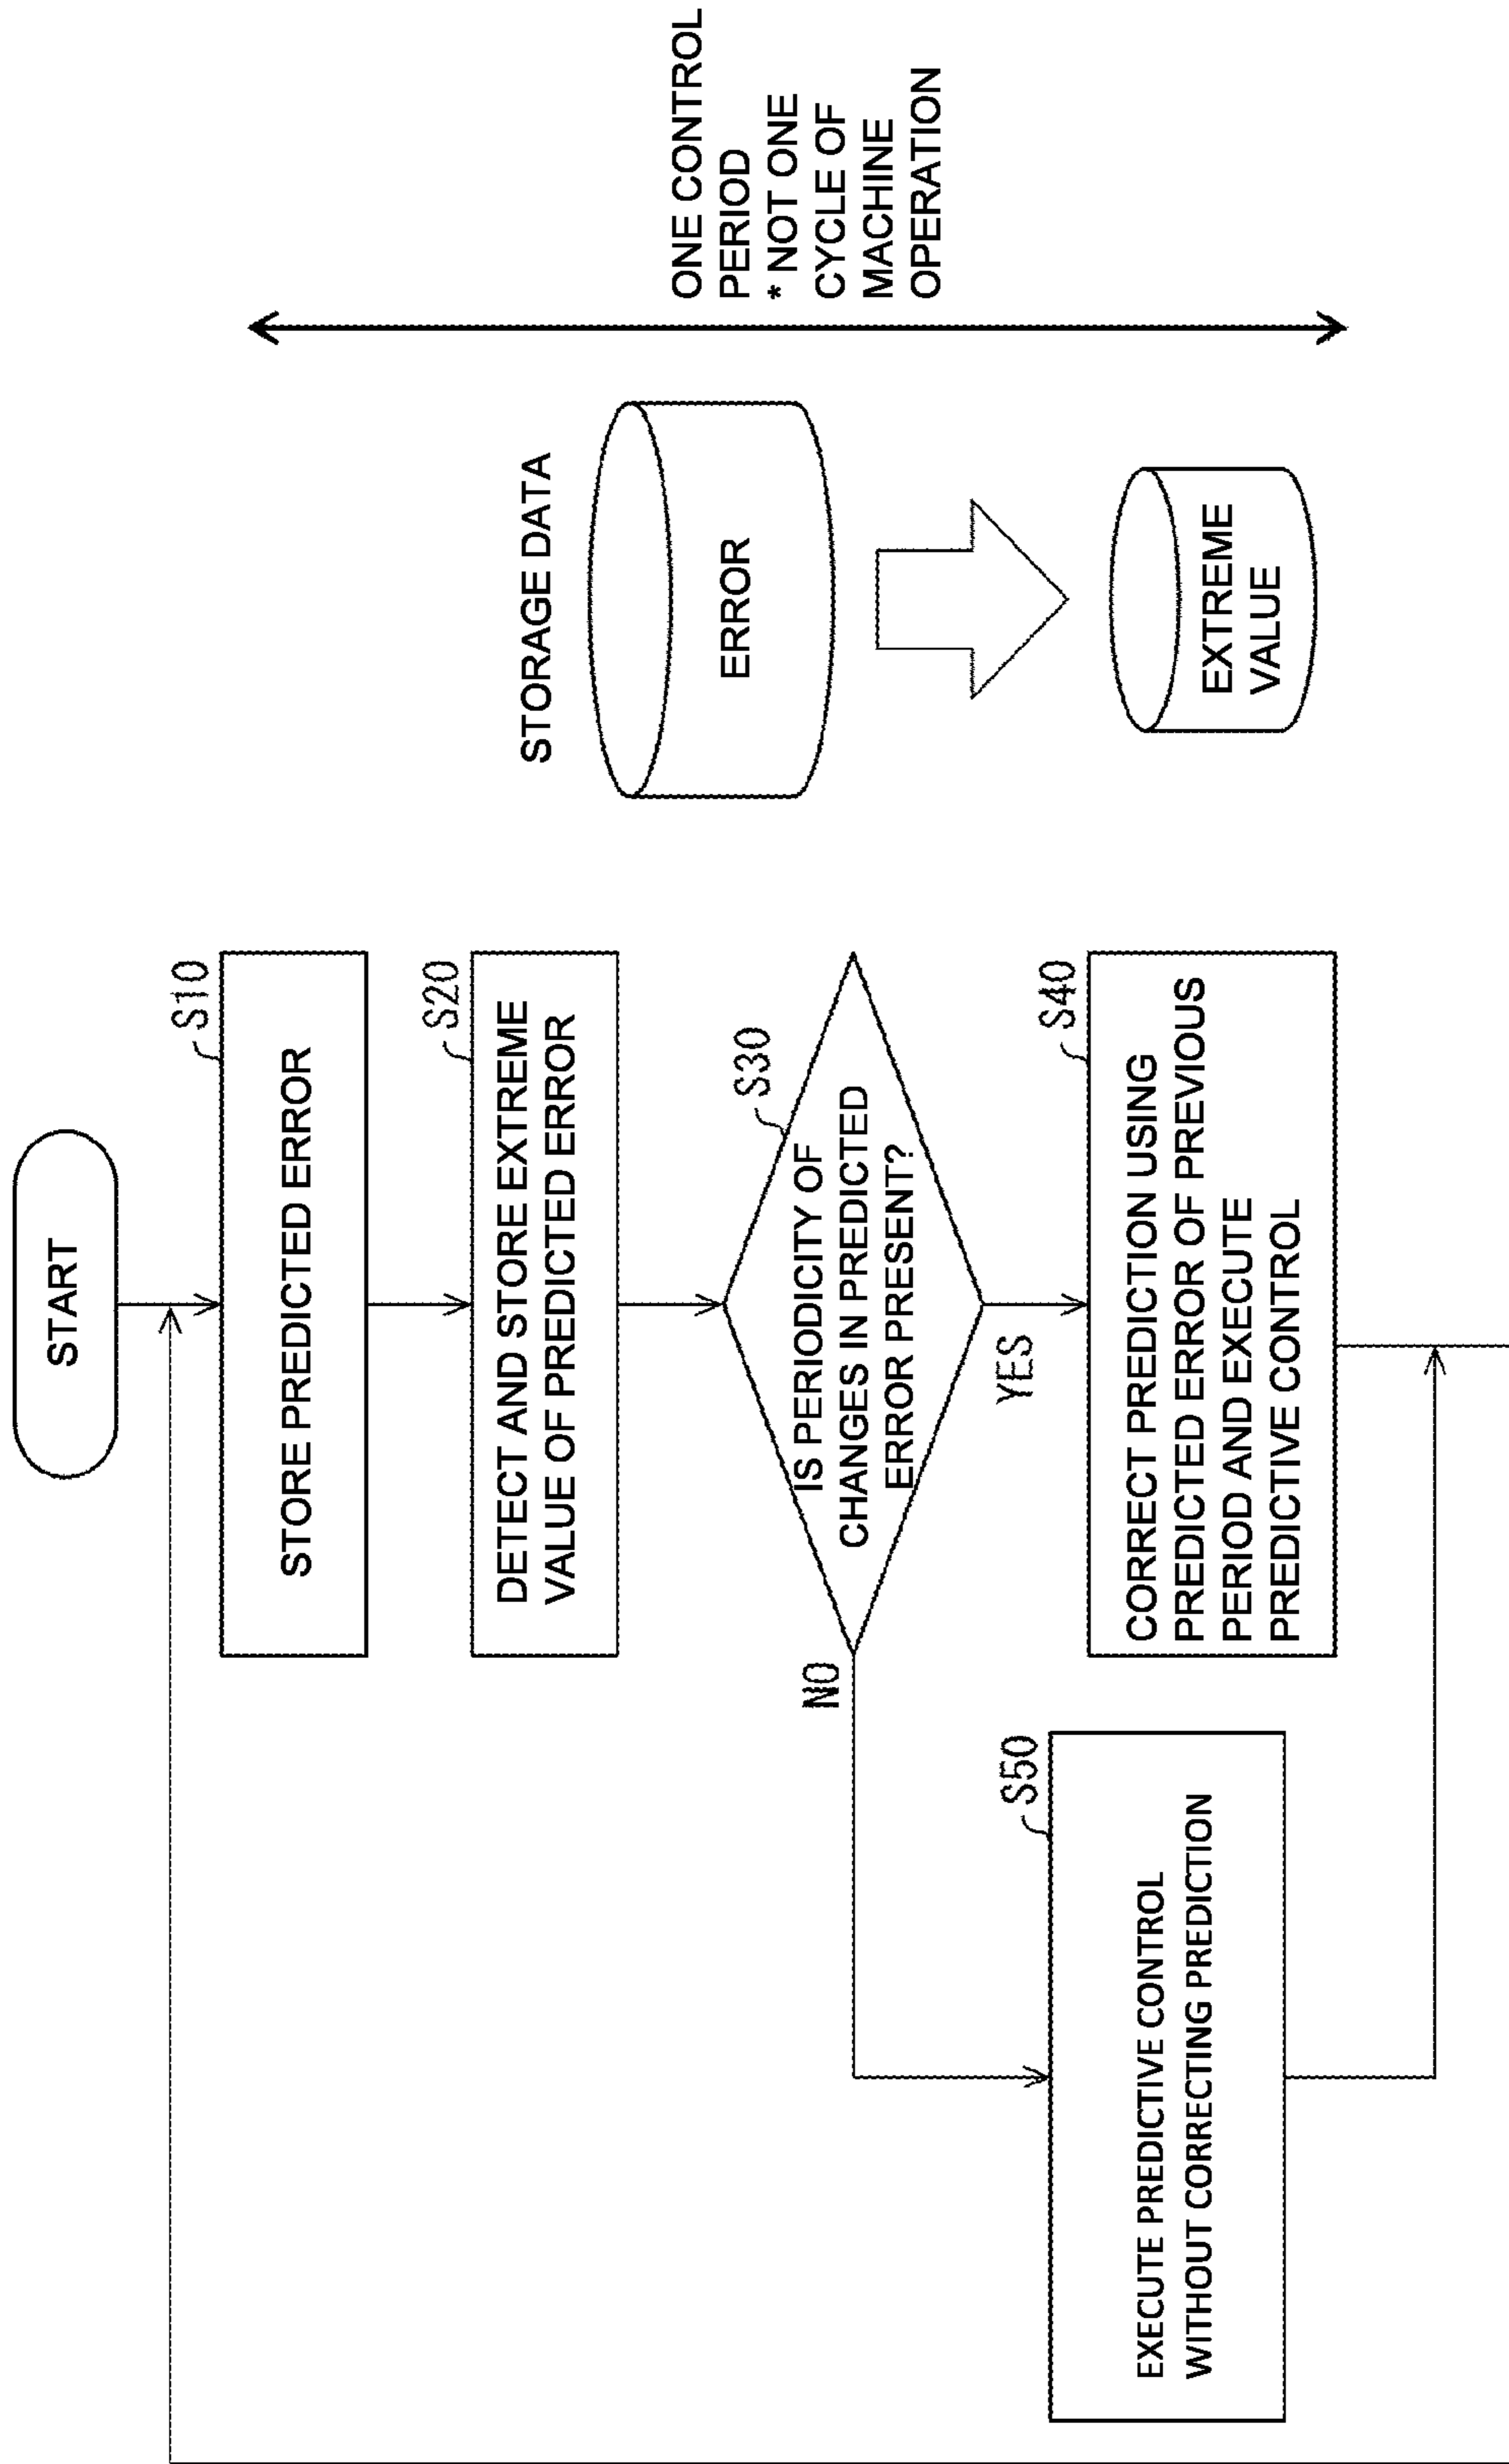 START
S10
STORE PREDICTED ERROR
S20
DETECT AND STORE EXTREME
VALUE OF PREDICTED ERROR
S30
IS PERIODICITY OF
CHANGES IN PREDICTED
ERROR PRESENT?
NO
YES
S40
CORRECT PREDICTION USING
PREDICTED ERROR OF PREVIOUS
PERIOD AND EXECUTE
PREDICTIVE CONTROL
S50
EXECUTE PREDICTIVE CONTROL
WITHOUT CORRECTING PREDICTION
STORAGE DATA
ERROR
EXTREME
VALUE
ONE CONTROL
PERIOD
* NOT ONE
CYCLE OF
MACHINE
OPERATION